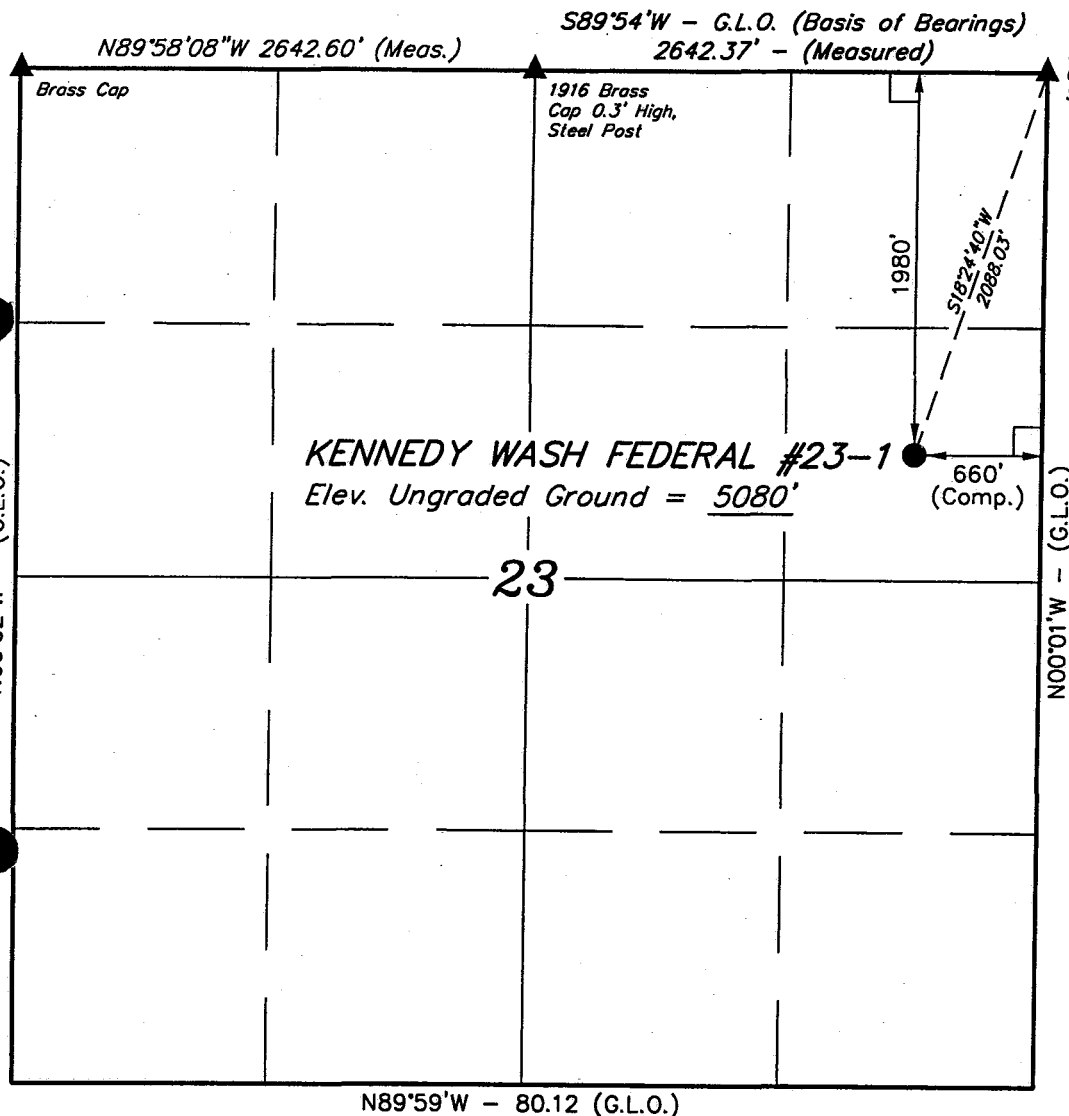 S89°54'W - G.L.O. (Basis of Bearings)
N89°58'08"W 2642.60' (Meas.)
2642.37' - (Measured)
Brass Cap
1916 Brass
Cap 0.3' High,
Steel Post
1980'
S18°24'40"W
2088.03'
KENNEDY WASH FEDERAL #23-1
Elev. Ungraded Ground = 5080'
660'
(Comp.)
(G.L.O.)
N00°01'W - (G.L.O.)
23
N89°59'W - 80.12 (G.L.O.)